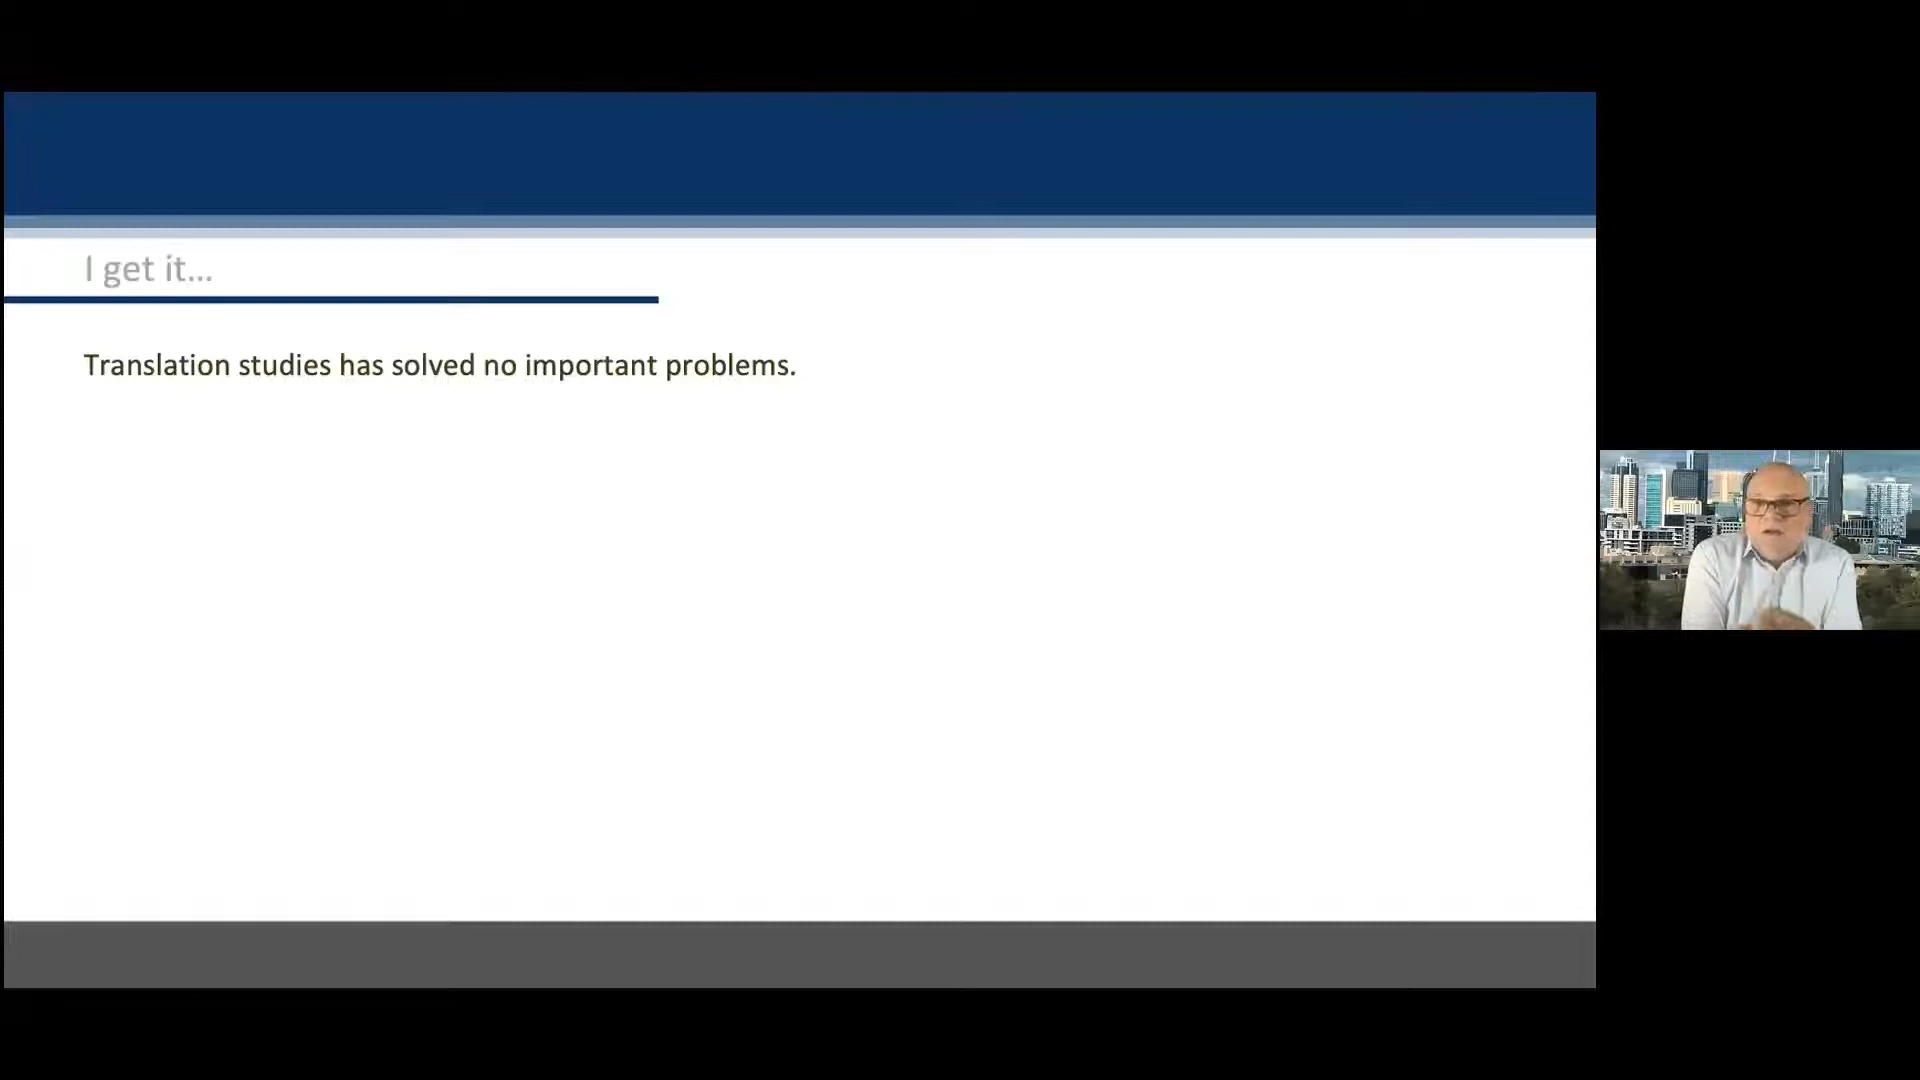 I get it...
Translation studies has solved no important problems.